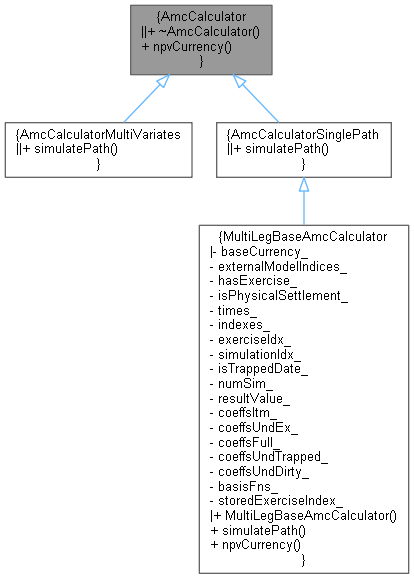 {AmcCalculator
||+ ~AmcCalculator()
+ npvCurrency()
}
{AmcCalculatorMultiVariates
||+ simulatePath()
}
{AmcCalculatorSinglePath
||+ simulatePath()
}
{MultiLegBaseAmcCalculator
|- baseCurrency_
- externalModelIndices_
- hasExercise_
- isPhysicalSettlement_
- times_
- indexes_
- exerciseIdx_
- simulationIdx_
- isTrappedDate_
- numSim_
- resultValue_
- coeffsItm_
- coeffsUndEx_
- coeffsFull_
- coeffsUndTrapped_
- coeffsUndDirty_
- basisFns_
- storedExerciseIndex_
|+ MultiLegBaseAmcCalculator()
+ simulatePath()
+ npvCurrency()
}